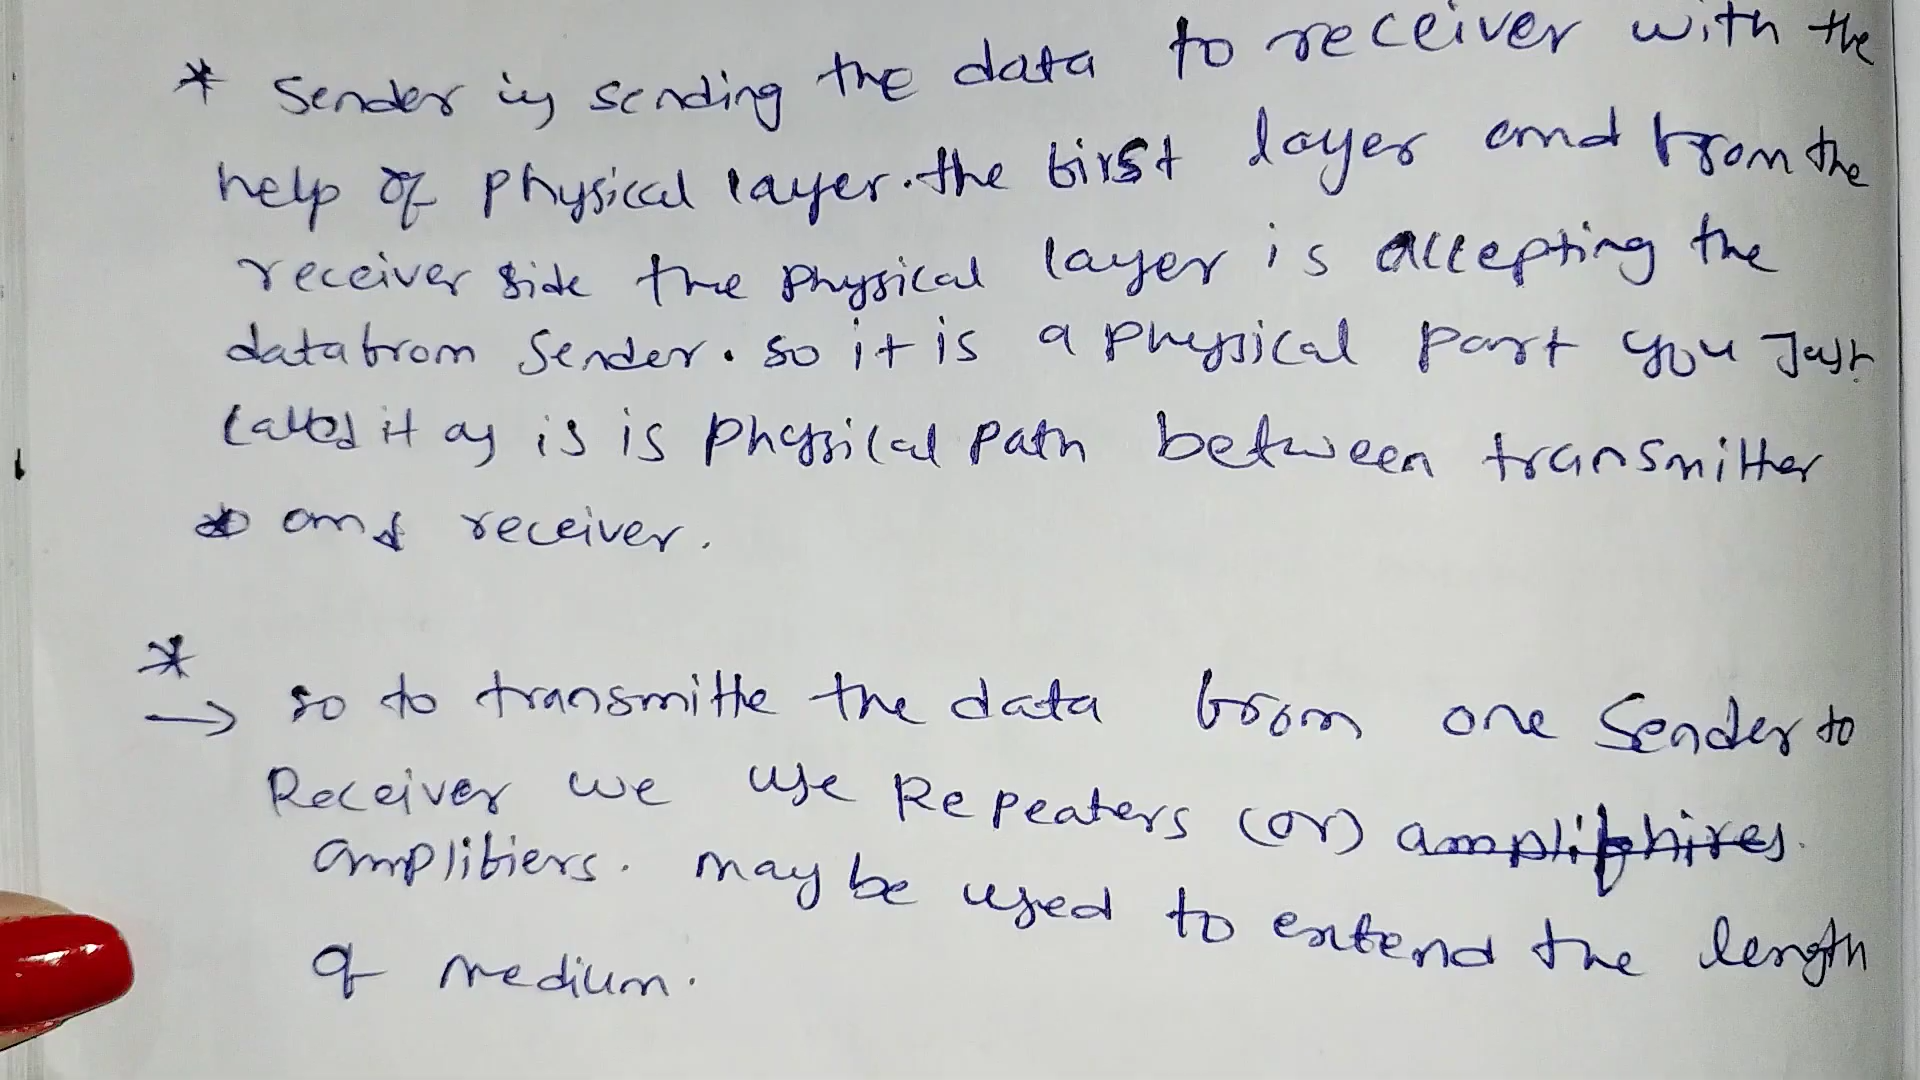 * Sender is sending the data to receiver with the
help of physical layer. the first layer and from the
receiver side the physical layer is accepting the
data from Sender. so it is a physical part you Just
called it as is is physical path between transmitter
and receiver.
*
→ so to transmitte the data from one Sender to
Receiver we use Repeaters (or) amplifhires.
amplifiers. may be used to extend the length
of medium.